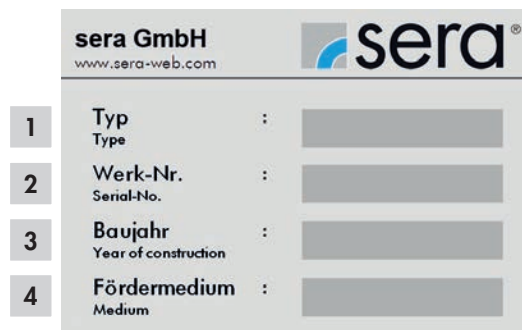 sera GmbH
www.sera-web.com
sera®
1
Typ :
Type
2
Werk-Nr. :
Serial-No.
3
Baujahr :
Year of construction
4
Fördermedium :
Medium